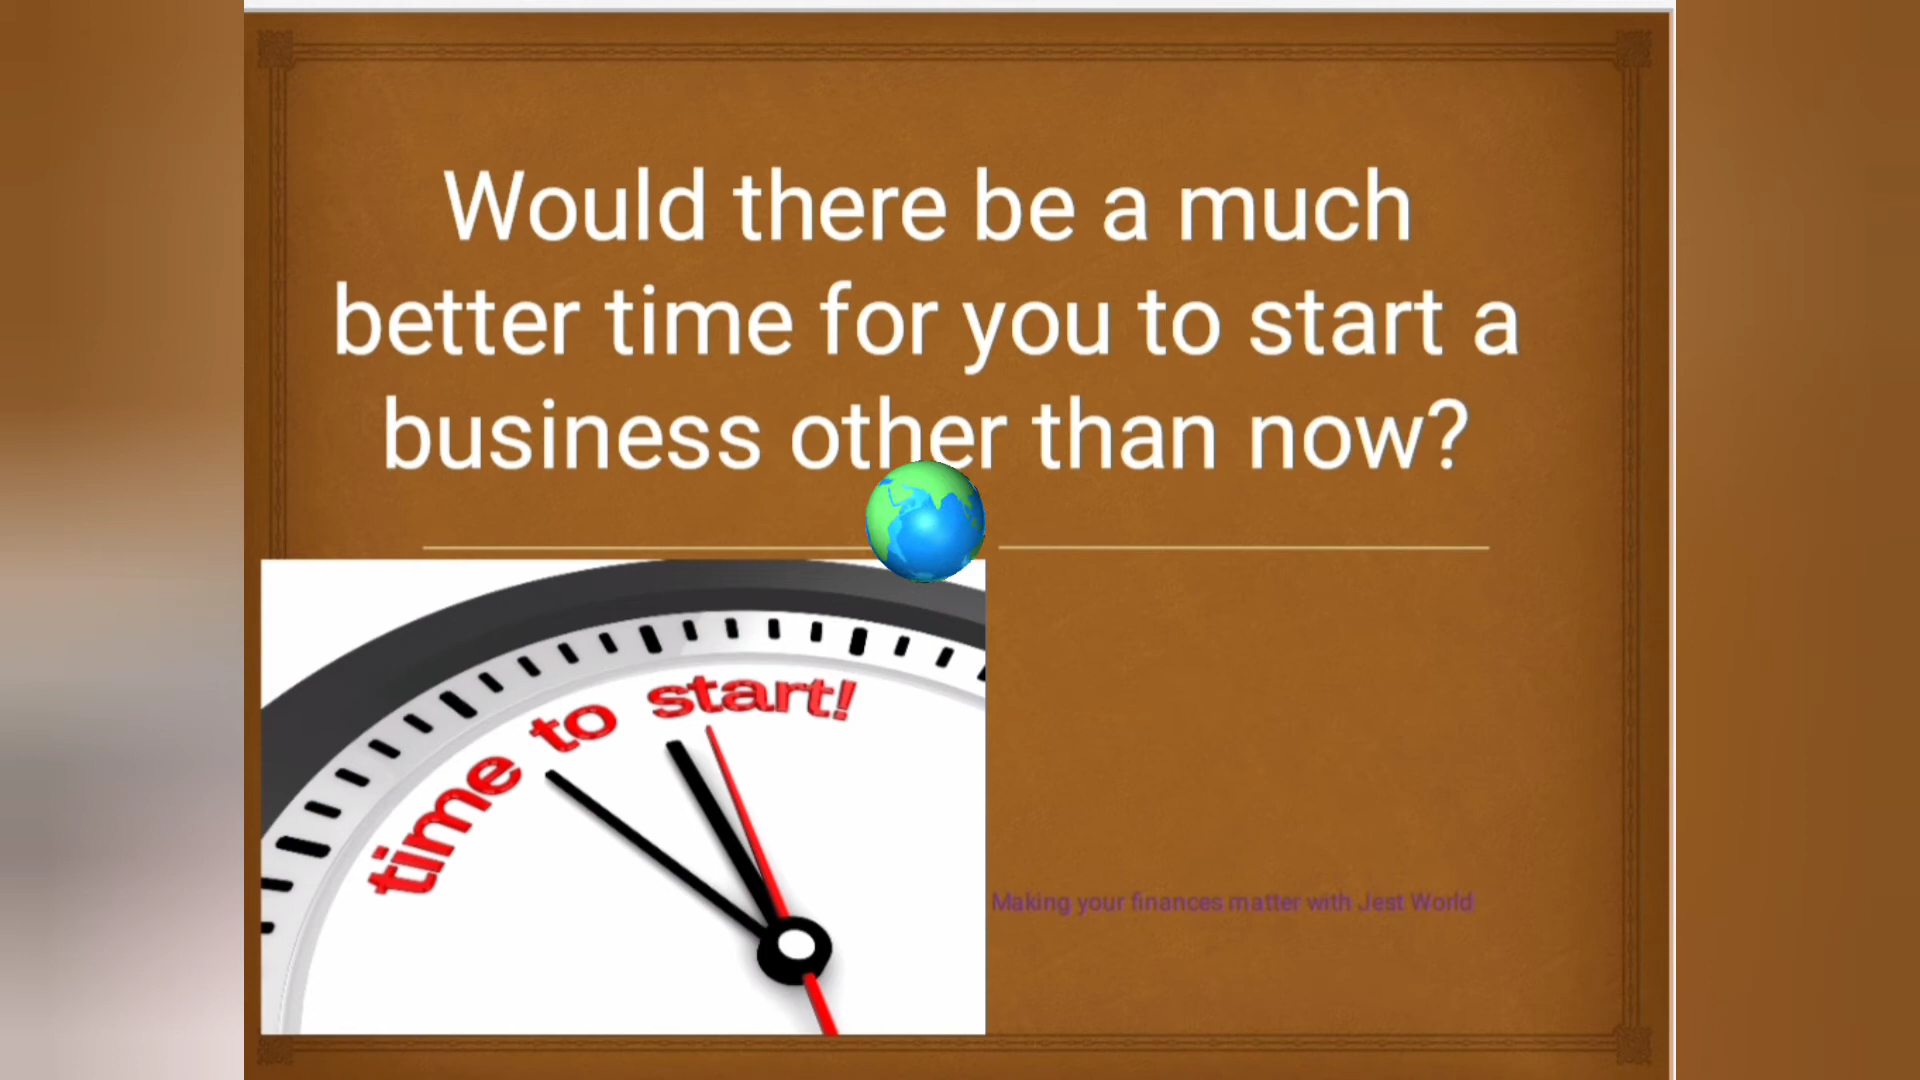 Would there be a much
better time for you to start a
business other than now?
time to start!
Making your finances matter with Jest World